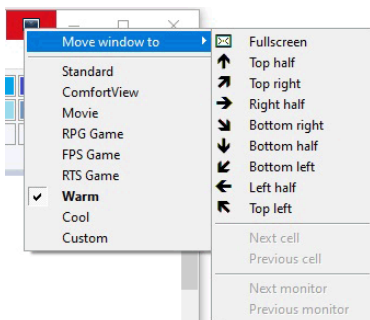 Move window to
Standard
ComfortView
Movie
RPG Game
FPS Game
RTS Game
Warm
Cool
Custom
Fullscreen
Top half
Top right
Right half
Bottom right
Bottom half
Bottom left
Left half
Top left
Next cell
Previous cell
Next monitor
Previous monitor